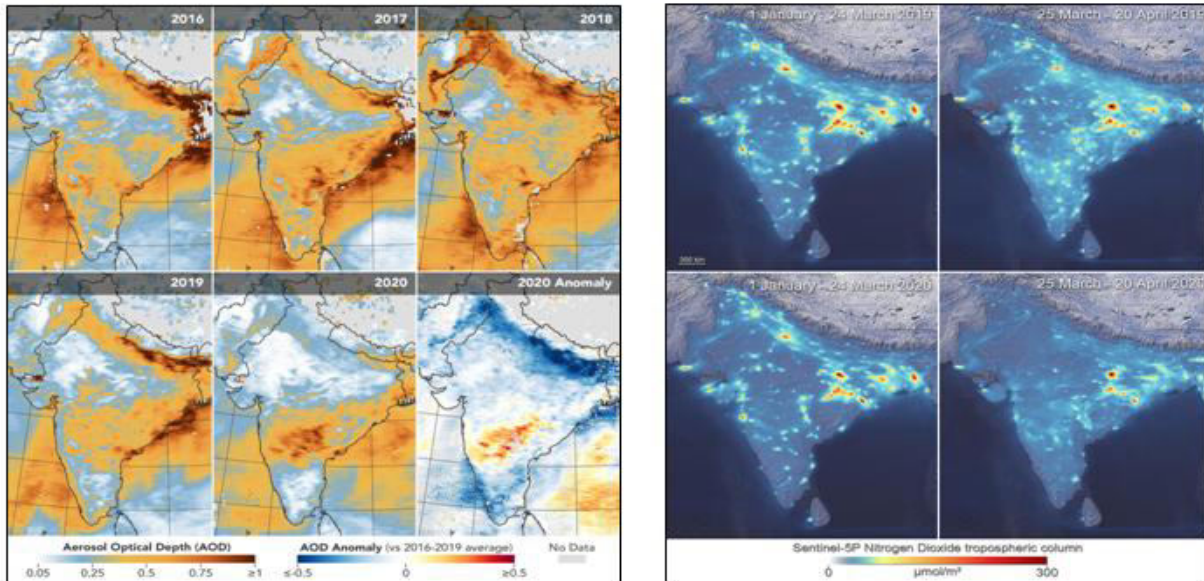 2016
2017
2018
2019
2020
2020 Anomaly
Aerosol Optical Depth (AOD)
0.05 0.25 0.5 0.75 ≥1
AOD Anomaly (vs 2016-2019 average)
≤-0.5 0 ≥0.5
No Data
1 January - 24 March 2019
25 March - 20 April 2019
300 km
1 January - 24 March 2020
25 March - 20 April 2020
Sentinel-5P Nitrogen Dioxide tropospheric column
0 300
µmol/m³